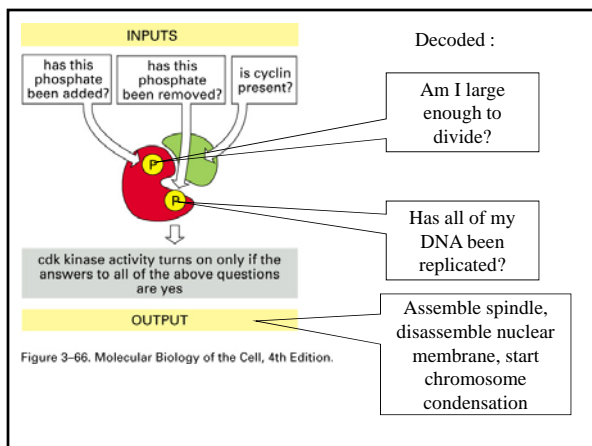 INPUTS
has this
phosphate
been added?
has this
phosphate
been removed?
is cyclin
present?
P
P
cdk kinase activity turns on only if the
answers to all of the above questions
are yes
OUTPUT
Figure 3–66. Molecular Biology of the Cell, 4th Edition.
Decoded :
Am I large
enough to
divide?
Has all of my
DNA been
replicated?
Assemble spindle,
disassemble nuclear
membrane, start
chromosome
condensation